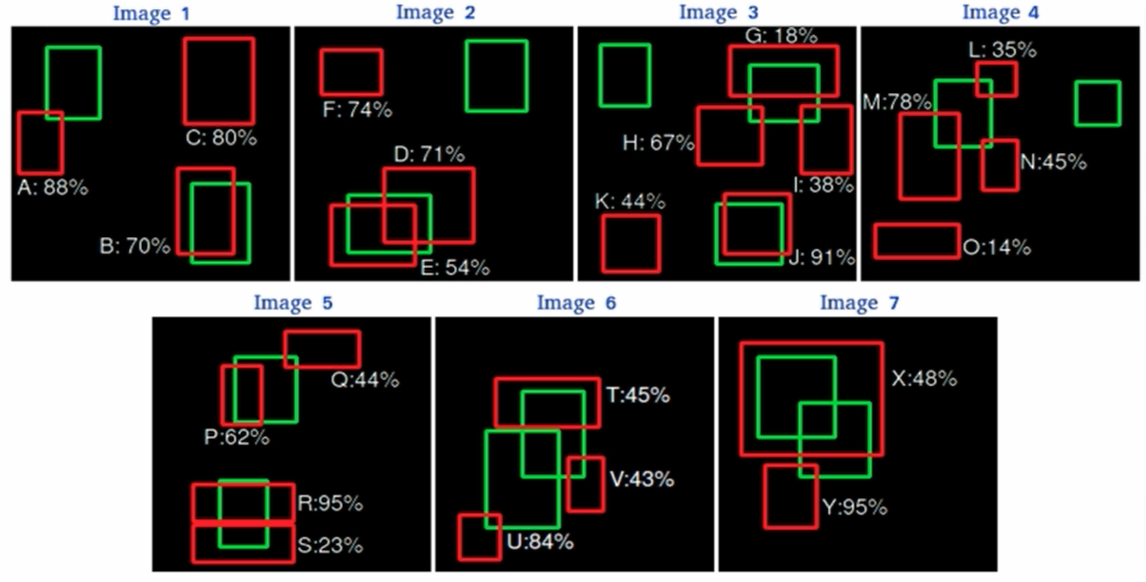 Image 1
Image 2
Image 3
Image 4
A: 88%
B: 70%
C: 80%
F: 74%
D: 71%
E: 54%
G: 18%
H: 67%
I: 38%
K: 44%
J: 91%
L: 35%
M:78%
N:45%
O:14%
Image 5
Image 6
Image 7
Q:44%
P:62%
R:95%
S:23%
T:45%
V:43%
U:84%
X:48%
Y:95%